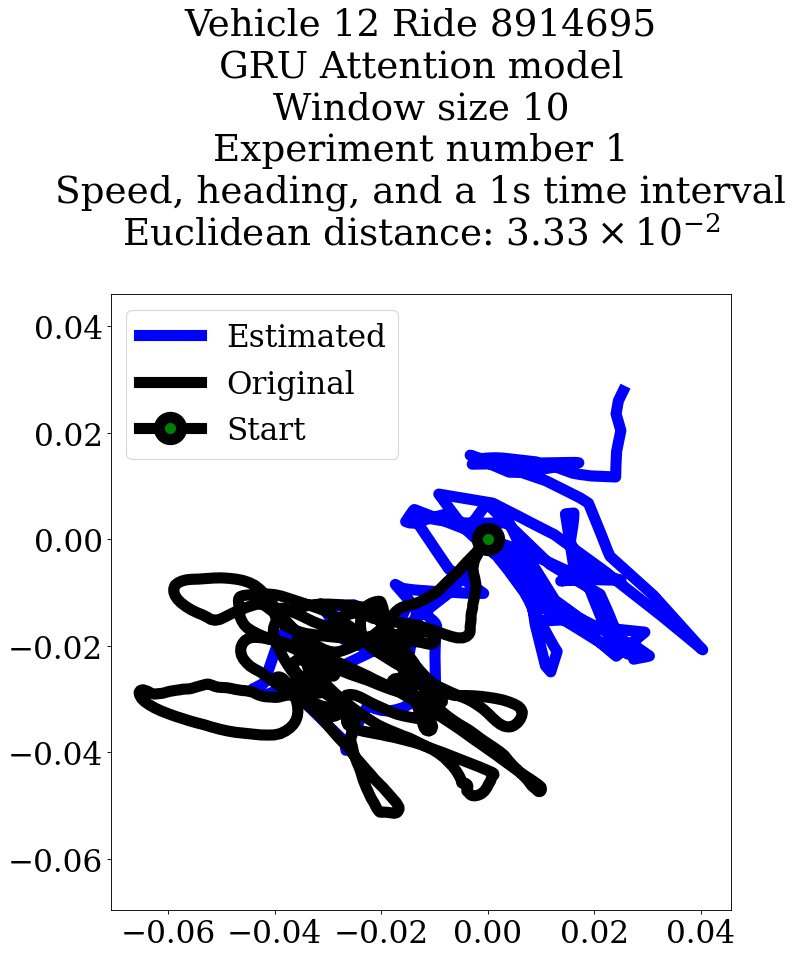 Vehicle 12 Ride 8914695
GRU Attention model
Window size 10
Experiment number 1
Speed, heading, and a 1s time interval
Euclidean distance: 3.33 × 10⁻²
Estimated
Original
Start
0.04
0.02
0.00
−0.02
−0.04
−0.06
−0.06 −0.04 −0.02 0.00 0.02 0.04